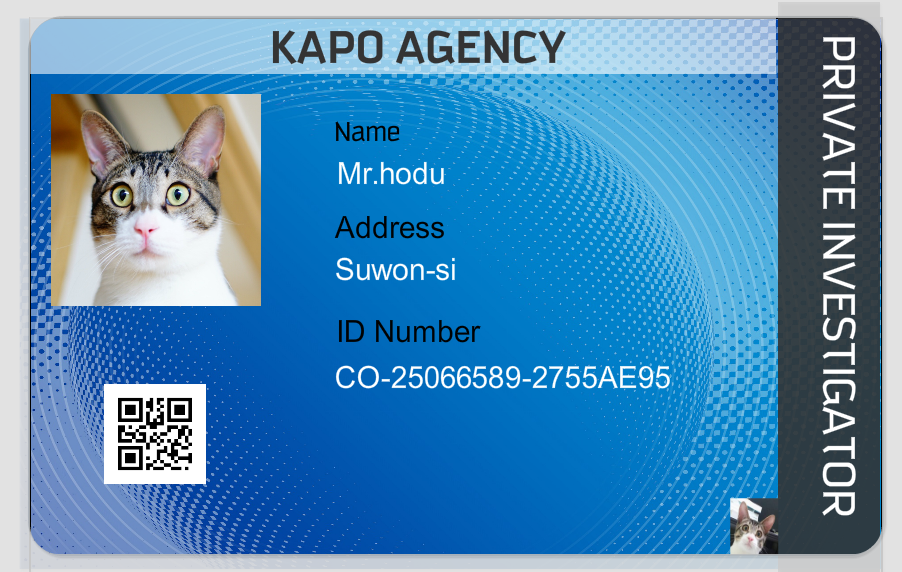 KAPO AGENCY
PRIVATE INVESTIGATOR
Name
Mr.hodu
Address
Suwon-si
ID Number
CO-25066589-2755AE95